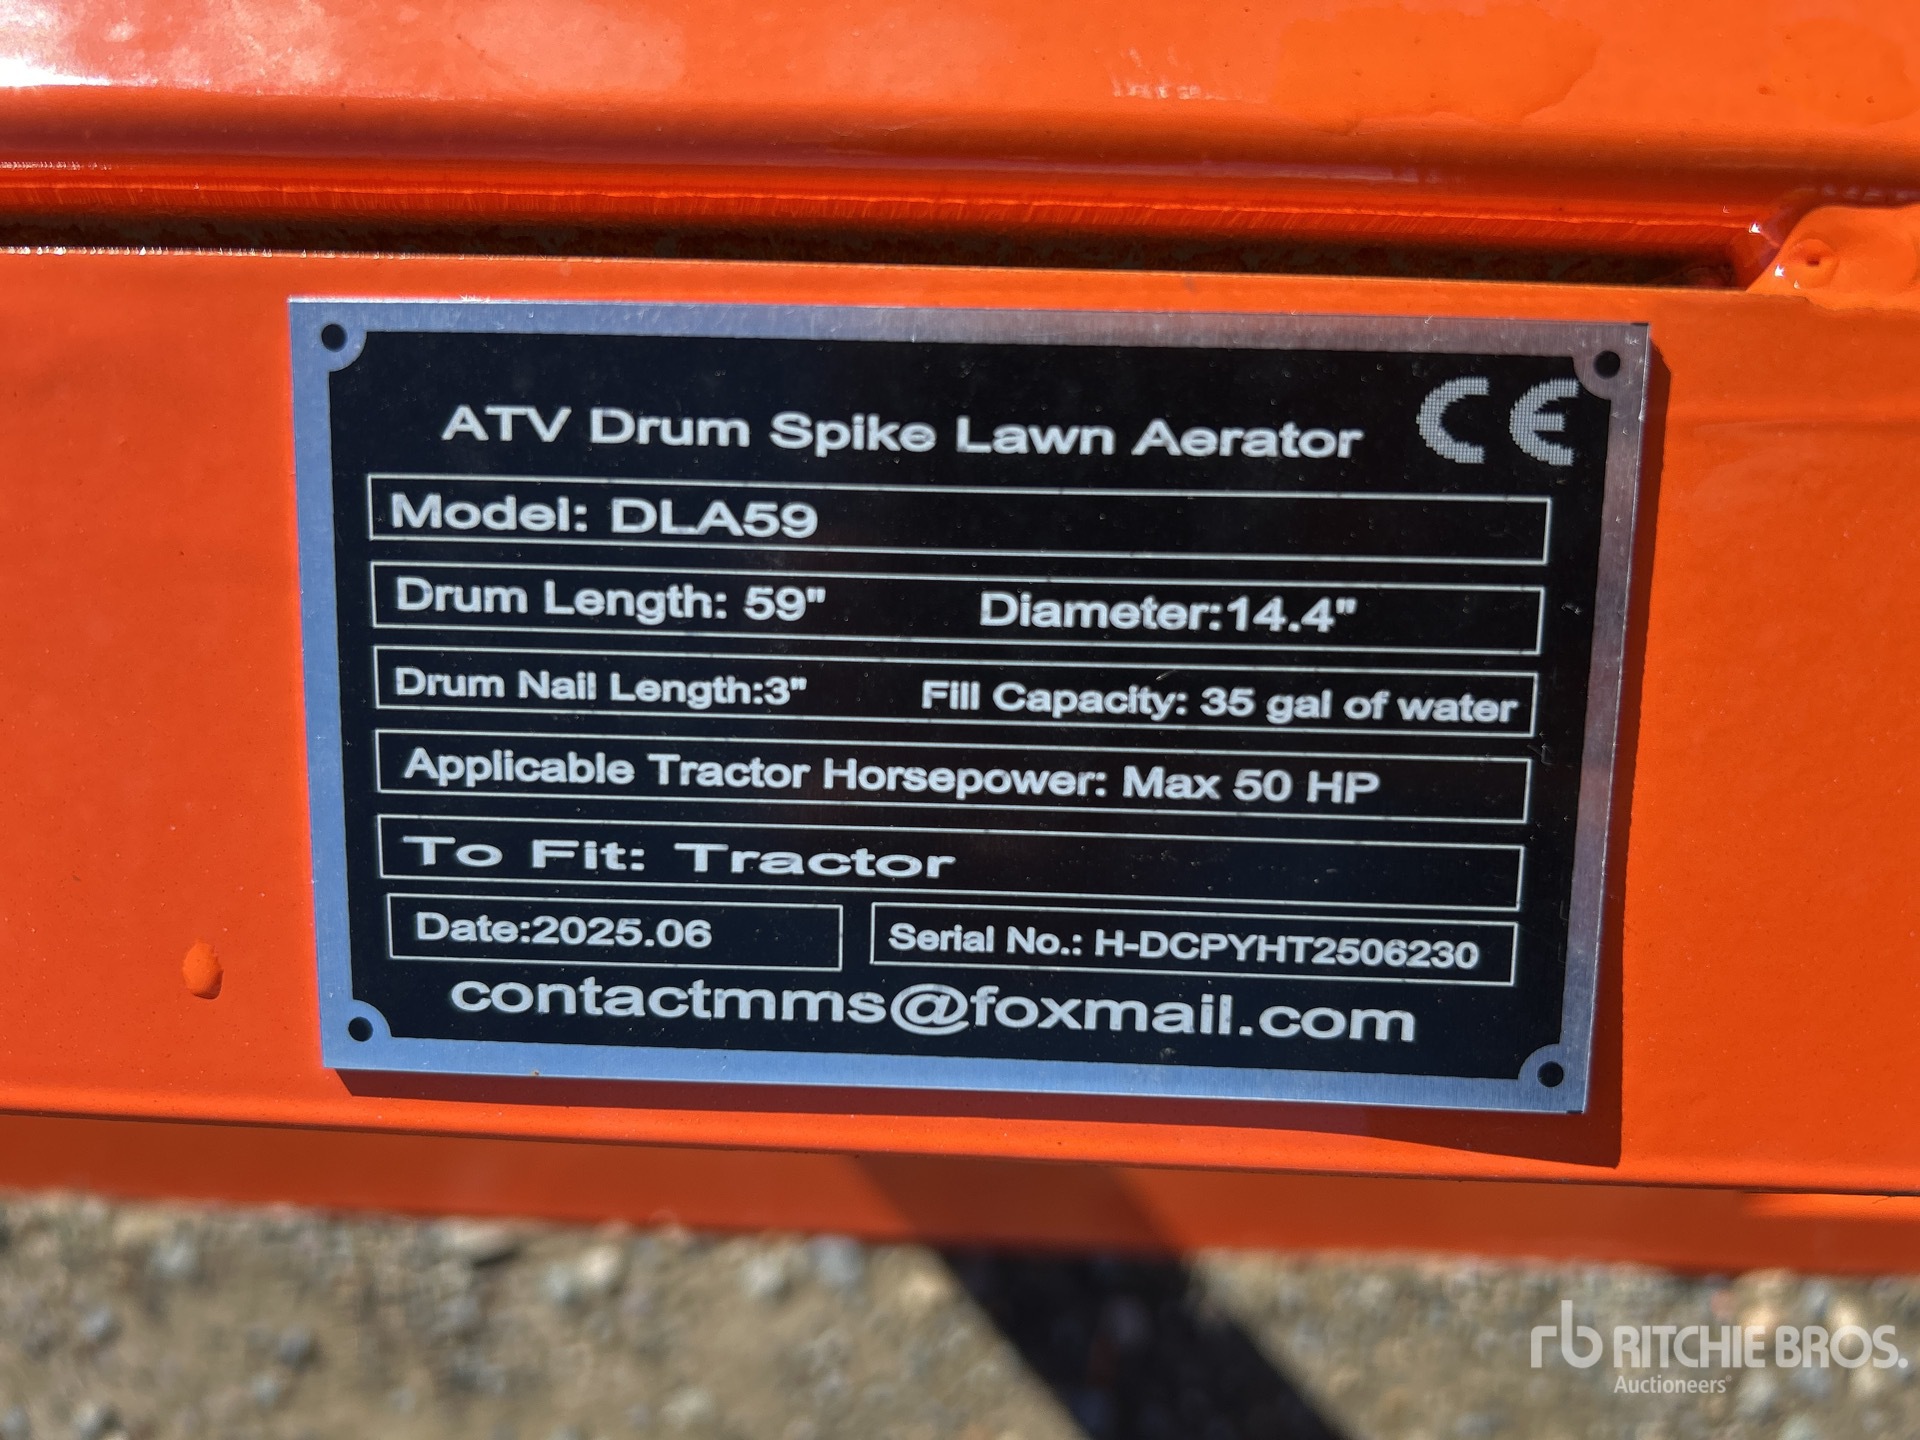 ATV Drum Spike Lawn Aerator CE
Model: DLA59
Drum Length: 59" Diameter:14.4"
Drum Nail Length:3" Fill Capacity: 35 gal of water
Applicable Tractor Horsepower: Max 50 HP
To Fit: Tractor
Date:2025.06 Serial No.: H-DCPYHT2506230
contactmms@foxmail.com
rb RITCHIE BROS.
Auctioneers